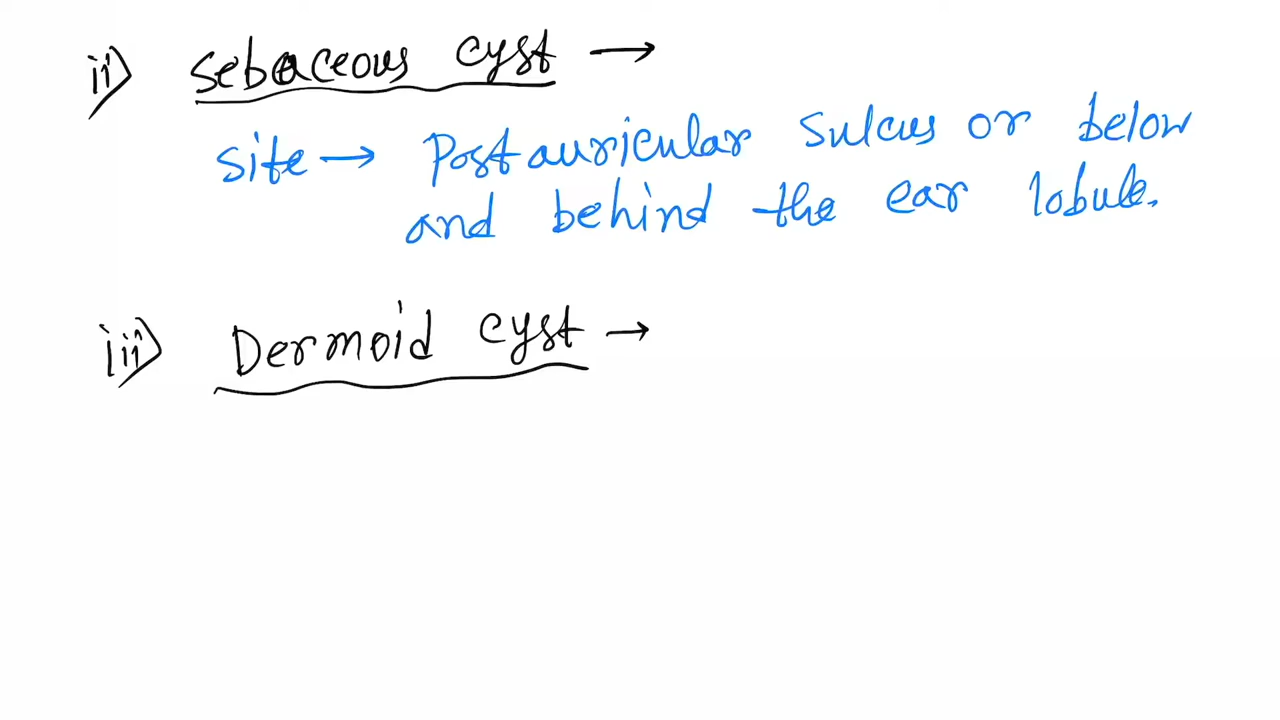 ii) Sebaceous cyst →
site → Postauricular sulcus or below
and behind the ear lobule.
iii) Dermoid cyst →